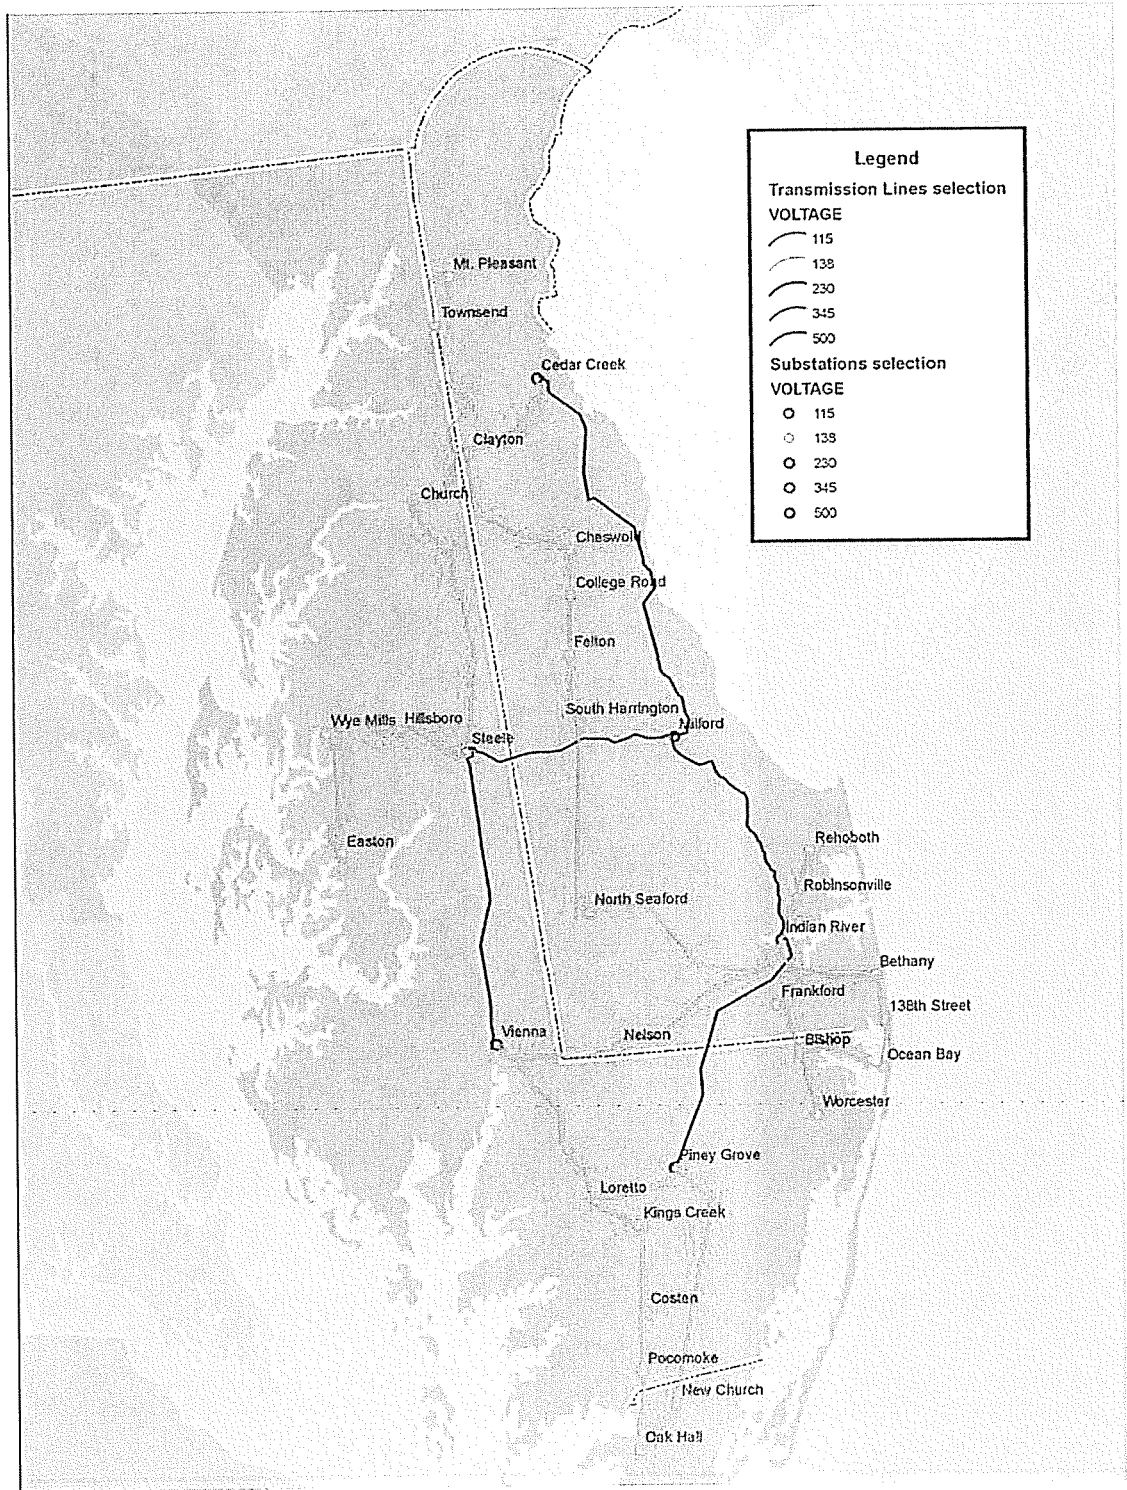 Legend
Transmission Lines selection
VOLTAGE
115
138
230
345
500
Substations selection
VOLTAGE
115
138
230
345
500
Mt. Pleasant
Townsend
Cedar Creek
Clayton
Church
Cheswold
College Road
Felton
South Harrington
Wye Mills
Hillsboro
Milford
Steele
Easton
Rehoboth
Robinsonville
North Seaford
Indian River
Bethany
Frankford
138th Street
Vienna
Nelson
Bishop
Ocean Bay
Worcester
Piney Grove
Loretto
Kings Creek
Costen
Pocomoke
New Church
Oak Hall